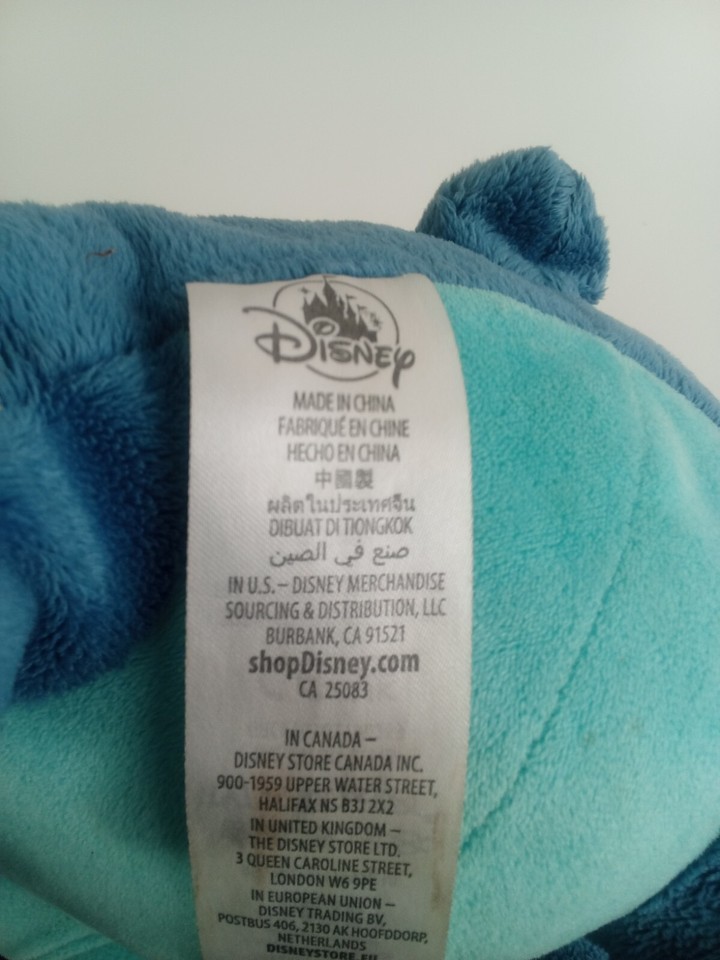 Disney
MADE IN CHINA
FABRIQUÉ EN CHINE
HECHO EN CHINA
中國製
ผลิตในประเทศจีน
DIBUAT DI TIONGKOK
صنع في الصين
IN U.S. – DISNEY MERCHANDISE
SOURCING & DISTRIBUTION, LLC
BURBANK, CA 91521
shopDisney.com
CA 25083
IN CANADA –
DISNEY STORE CANADA INC.
900-1959 UPPER WATER STREET,
HALIFAX NS B3J 2X2
IN UNITED KINGDOM –
THE DISNEY STORE LTD.
3 QUEEN CAROLINE STREET,
LONDON W6 9PE
IN EUROPEAN UNION –
DISNEY TRADING BV,
POSTBUS 406, 2130 AK HOOFDDORP,
NETHERLANDS
DISNEYSTORE.EU